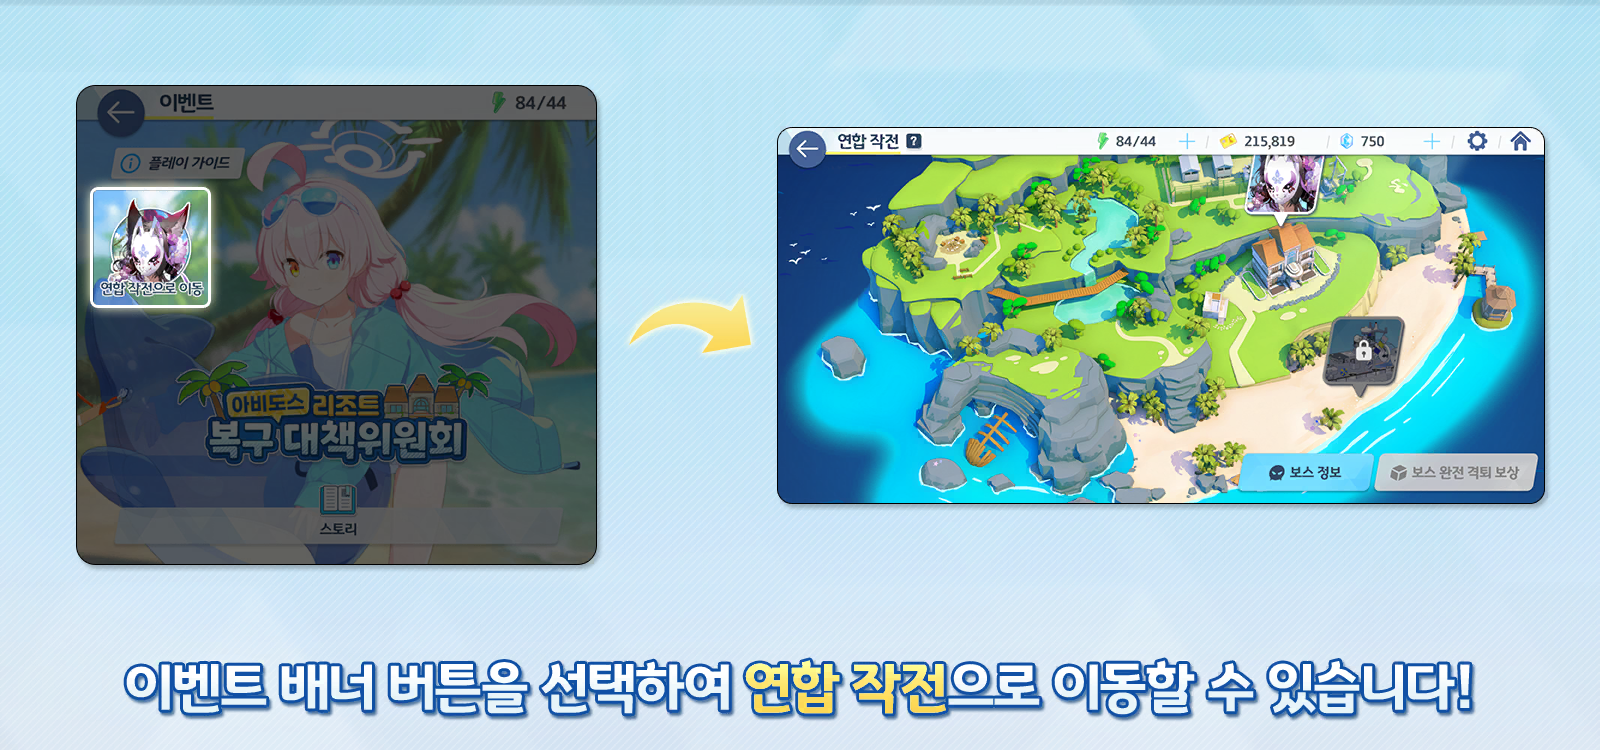 이벤트
84/44
플레이 가이드
연합 작전으로 이동
아비도스 리조트
복구 대책위원회
스토리
연합 작전 ?
84/44
215,819
750
보스 정보
보스 완전 격퇴 보상
이벤트 배너 버튼을 선택하여 연합 작전으로 이동할 수 있습니다!